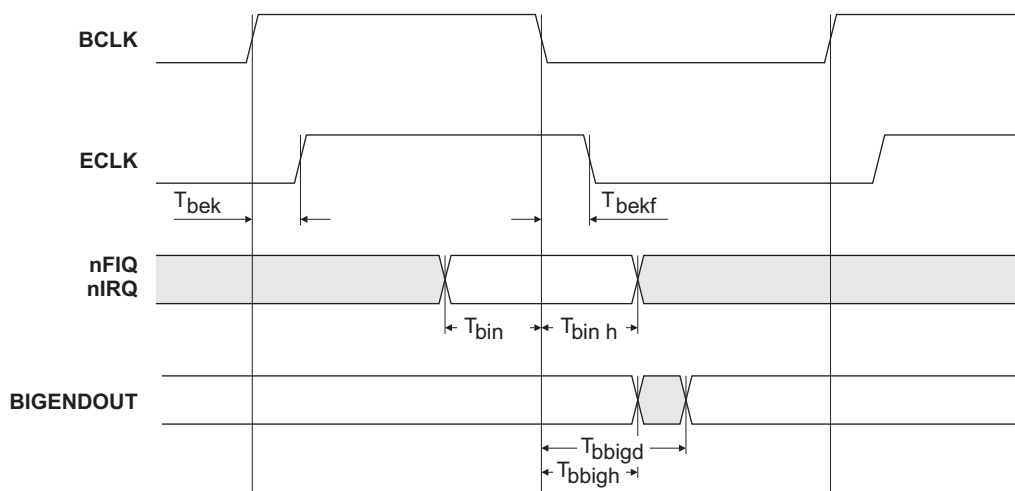 BCLK
ECLK
Tbek
Tbekf
nFIQ
nIRQ
Tbin
Tbin h
BIGENDOUT
Tbbigd
Tbbigh